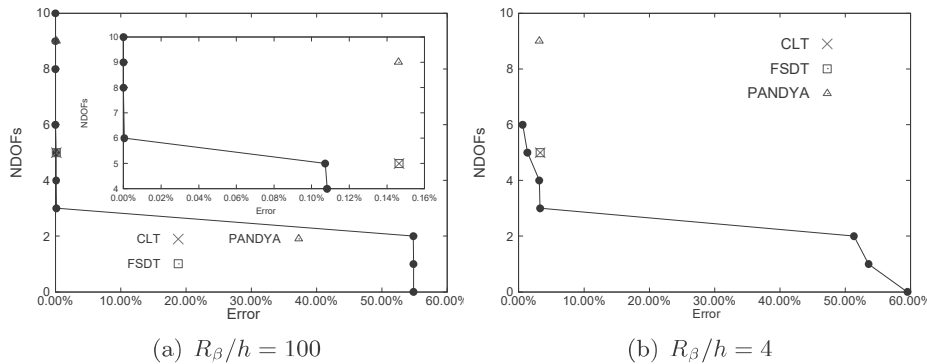 10
8
6
4
2
0
NDOFs
0.00% 10.00% 20.00% 30.00% 40.00% 50.00% 60.00%
Error
10
9
8
7
6
5
4
NDOFs
0.00% 0.02% 0.04% 0.06% 0.08% 0.10% 0.12% 0.14% 0.16%
Error
CLT
FSDT
PANDYA
(a) $R_\beta/h = 100$
10
8
6
4
2
0
NDOFs
0.00% 10.00% 20.00% 30.00% 40.00% 50.00% 60.00%
Error
CLT
FSDT
PANDYA
(b) $R_\beta/h = 4$